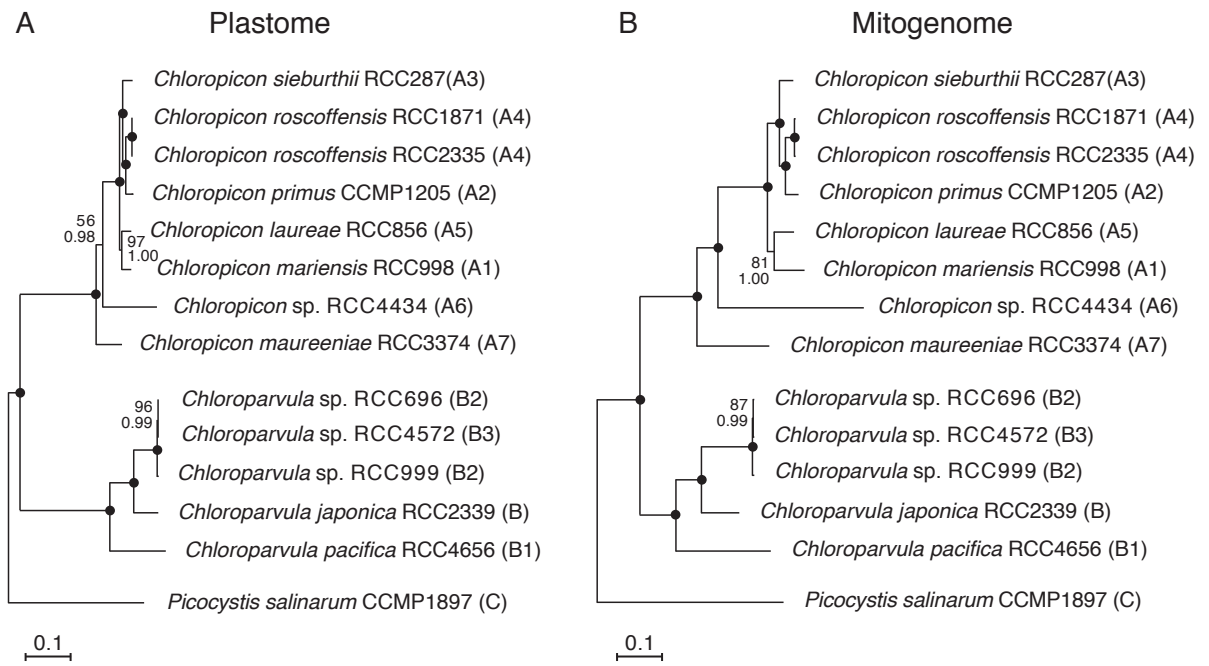 A Plastome
Chloropicon sieburthii RCC287(A3)
Chloropicon roscoffensis RCC1871 (A4)
Chloropicon roscoffensis RCC2335 (A4)
Chloropicon primus CCMP1205 (A2)
56
0.98
Chloropicon laureae RCC856 (A5)
97
1.00
Chloropicon mariensis RCC998 (A1)
Chloropicon sp. RCC4434 (A6)
Chloropicon maureeniae RCC3374 (A7)
96
0.99
Chloroparvula sp. RCC696 (B2)
Chloroparvula sp. RCC4572 (B3)
Chloroparvula sp. RCC999 (B2)
Chloroparvula japonica RCC2339 (B)
Chloroparvula pacifica RCC4656 (B1)
Picocystis salinarum CCMP1897 (C)
0.1
B Mitogenome
Chloropicon sieburthii RCC287(A3)
Chloropicon roscoffensis RCC1871 (A4)
Chloropicon roscoffensis RCC2335 (A4)
Chloropicon primus CCMP1205 (A2)
Chloropicon laureae RCC856 (A5)
81
1.00
Chloropicon mariensis RCC998 (A1)
Chloropicon sp. RCC4434 (A6)
Chloropicon maureeniae RCC3374 (A7)
87
0.99
Chloroparvula sp. RCC696 (B2)
Chloroparvula sp. RCC4572 (B3)
Chloroparvula sp. RCC999 (B2)
Chloroparvula japonica RCC2339 (B)
Chloroparvula pacifica RCC4656 (B1)
Picocystis salinarum CCMP1897 (C)
0.1